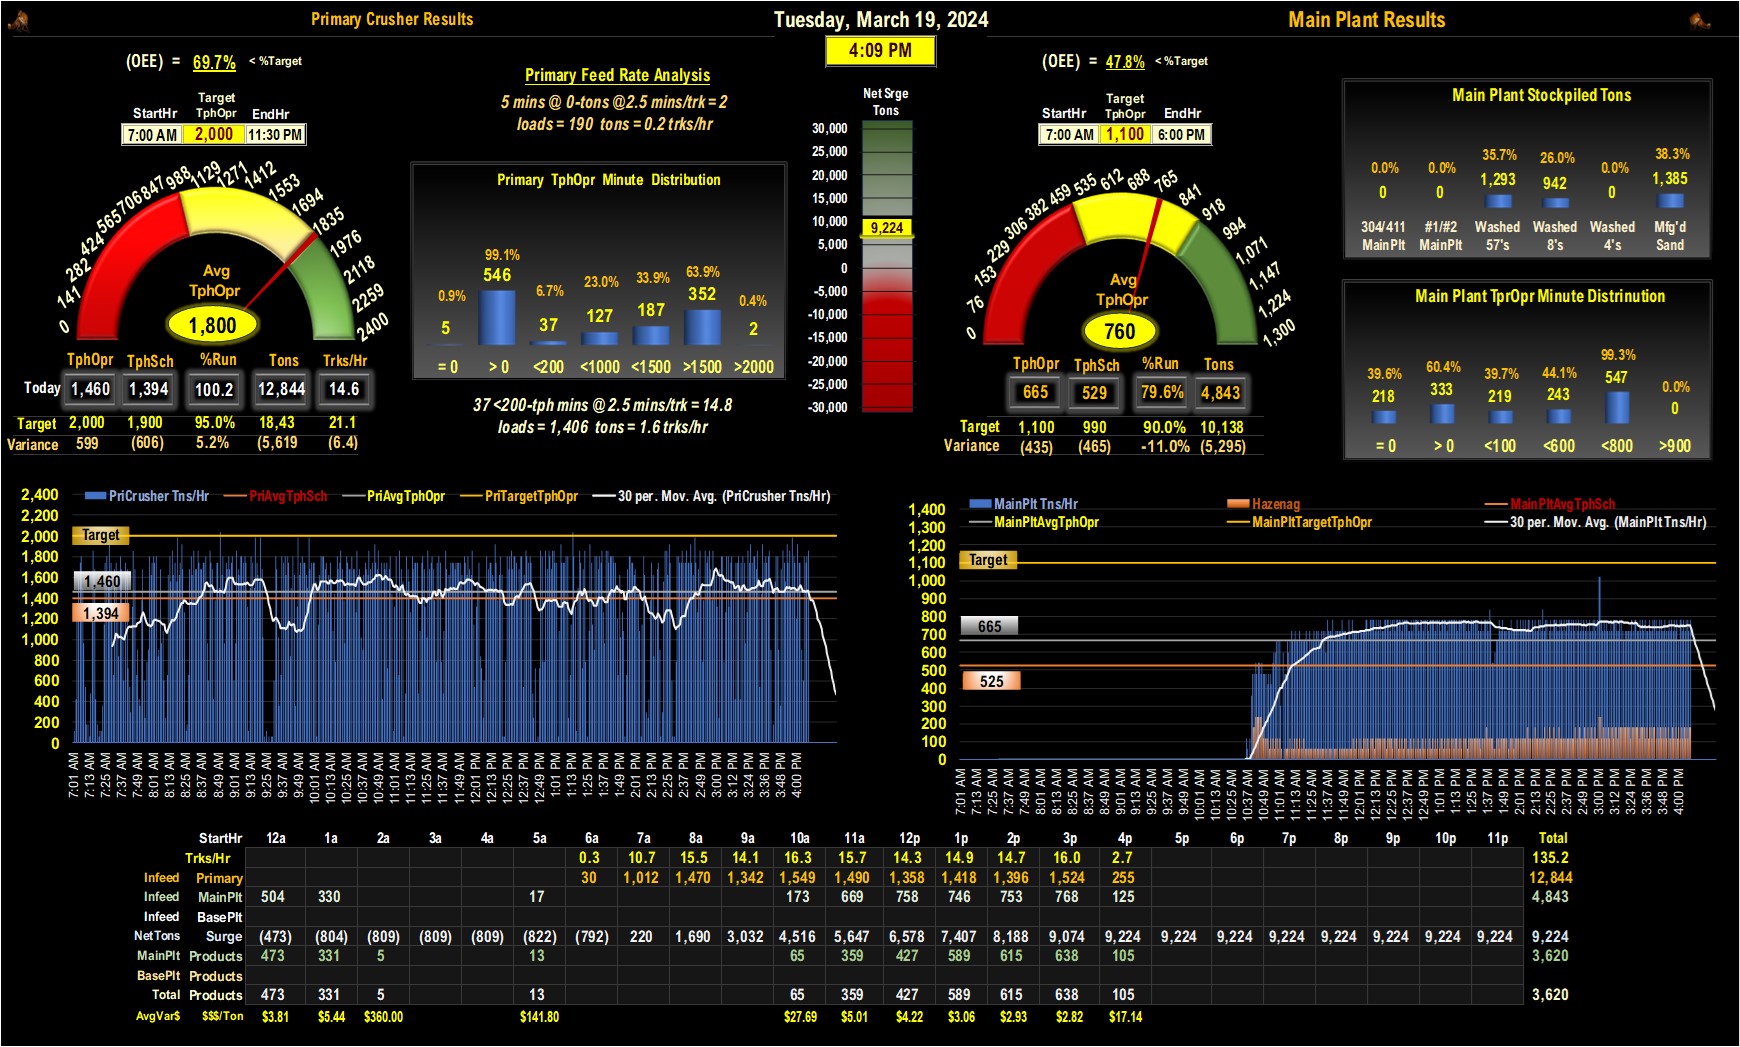 Primary Crusher Results
Tuesday, March 19, 2024
Main Plant Results
4:09 PM
(OEE) = 69.7% < %Target
Target
StartHr TphOpr EndHr
7:00 AM 2,000 11:30 PM
0 141 282 424 565 706 847 988 1129 1271 1412 1553 1694 1835 1976 2118 2259 2400
Avg
TphOpr
1,800
TphOpr TphSch %Run Tons Trks/Hr
Today 1,460 1,394 100.2 12,844 14.6
Target 2,000 1,900 95.0% 18,43 21.1
Variance 599 (606) 5.2% (5,619 (6.4)
Primary Feed Rate Analysis
5 mins @ 0-tons @2.5 mins/trk = 2
loads = 190 tons = 0.2 trks/hr
Primary TphOpr Minute Distribution
0.9% 99.1% 6.7% 23.0% 33.9% 63.9% 0.4%
5 546 37 127 187 352 2
= 0 > 0 <200 <1000 <1500 >1500 >2000
37 <200-tph mins @ 2.5 mins/trk = 14.8
loads = 1,406 tons = 1.6 trks/hr
Net Srge
Tons
30,000
25,000
20,000
15,000
10,000
9,224
5,000
0
-5,000
-10,000
-15,000
-20,000
-25,000
-30,000
(OEE) = 47.8% < %Target
Target
StartHr TphOpr EndHr
7:00 AM 1,100 6:00 PM
0 76 153 229 306 382 459 535 612 688 765 841 918 994 1,071 1,147 1,224 1,300
Avg
TphOpr
760
TphOpr TphSch %Run Tons
665 529 79.6% 4,843
Target 1,100 990 90.0% 10,138
Variance (435) (465) -11.0% (5,295)
Main Plant Stockpiled Tons
0.0% 0.0% 35.7% 26.0% 0.0% 38.3%
0 0 1,293 942 0 1,385
304/411 #1/#2 Washed Washed Washed Mfg'd
MainPlt MainPlt 57's 8's 4's Sand
Main Plant TprOpr Minute Distrinution
39.6% 60.4% 39.7% 44.1% 99.3% 0.0%
218 333 219 243 547 0
= 0 > 0 <100 <600 <800 >900
PriCrusher Tns/Hr PriAvgTphSch PriAvgTphOpr PriTargetTphOpr 30 per. Mov. Avg. (PriCrusher Tns/Hr)
2,400
2,200
2,000
1,800
1,600
1,400
1,200
1,000
800
600
400
200
0
Target
1,460
1,394
7:01 AM 7:13 AM 7:25 AM 7:37 AM 7:49 AM 8:01 AM 8:13 AM 8:25 AM 8:37 AM 8:49 AM 9:01 AM 9:13 AM 9:25 AM 9:37 AM 9:49 AM 10:01 AM 10:13 AM 10:25 AM 10:37 AM 10:49 AM 11:01 AM 11:13 AM 11:25 AM 11:37 AM 11:49 AM 12:01 PM 12:13 PM 12:25 PM 12:37 PM 12:49 PM 1:01 PM 1:13 PM 1:25 PM 1:37 PM 1:49 PM 2:01 PM 2:13 PM 2:25 PM 2:37 PM 2:49 PM 3:00 PM 3:12 PM 3:24 PM 3:36 PM 3:48 PM 4:00 PM
MainPlt Tns/Hr Hazenag MainPltAvgTphSch
MainPltAvgTphOpr MainPltTargetTphOpr 30 per. Mov. Avg. (MainPlt Tns/Hr)
1,400
1,300
1,200
1,100
1,000
900
800
700
600
500
400
300
200
100
0
Target
665
525
7:01 AM 7:13 AM 7:25 AM 7:37 AM 7:49 AM 8:01 AM 8:13 AM 8:25 AM 8:37 AM 8:49 AM 9:01 AM 9:13 AM 9:25 AM 9:37 AM 9:49 AM 10:01 AM 10:13 AM 10:25 AM 10:37 AM 10:49 AM 11:01 AM 11:13 AM 11:25 AM 11:37 AM 11:49 AM 12:01 PM 12:13 PM 12:25 PM 12:37 PM 12:49 PM 1:01 PM 1:13 PM 1:25 PM 1:37 PM 1:49 PM 2:01 PM 2:13 PM 2:25 PM 2:37 PM 2:49 PM 3:00 PM 3:12 PM 3:24 PM 3:36 PM 3:48 PM 4:00 PM
StartHr 12a 1a 2a 3a 4a 5a 6a 7a 8a 9a 10a 11a 12p 1p 2p 3p 4p 5p 6p 7p 8p 9p 10p 11p Total
Trks/Hr 0.3 10.7 15.5 14.1 16.3 15.7 14.3 14.9 14.7 16.0 2.7 135.2
Infeed Primary 30 1,012 1,470 1,342 1,549 1,490 1,358 1,418 1,396 1,524 255 12,844
Infeed MainPlt 504 330 17 173 669 758 746 753 768 125 4,843
Infeed BasePlt
NetTons Surge (473) (804) (809) (809) (809) (822) (792) 220 1,690 3,032 4,516 5,647 6,578 7,407 8,188 9,074 9,224 9,224 9,224 9,224 9,224 9,224 9,224 9,224 9,224
MainPlt Products 473 331 5 13 65 359 427 589 615 638 105 3,620
BasePlt Products
Total Products 473 331 5 13 65 359 427 589 615 638 105 3,620
AvgVar$ $$$/Ton $3.81 $5.44 $360.00 $141.80 $27.69 $5.01 $4.22 $3.06 $2.93 $2.82 $17.14